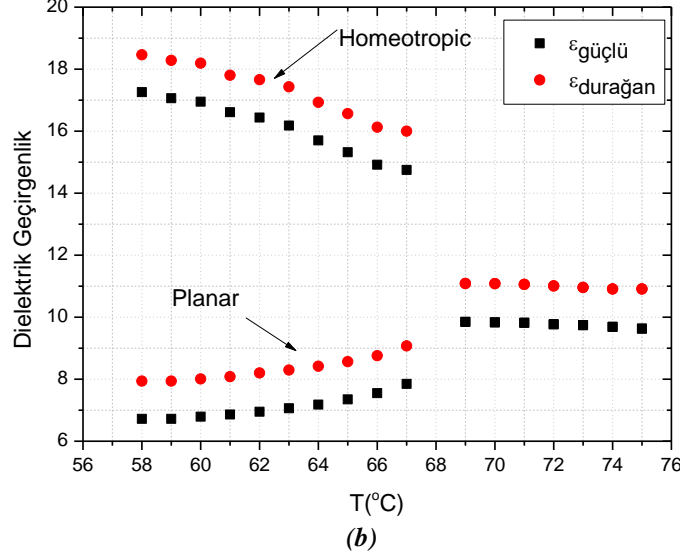 20
18
16
14
12
10
8
6
Dielektrik Geçirgenlik
Homeotropic
Planar
εgüçlü
εdurağan
56 58 60 62 64 66 68 70 72 74 76
T(°C)
(b)